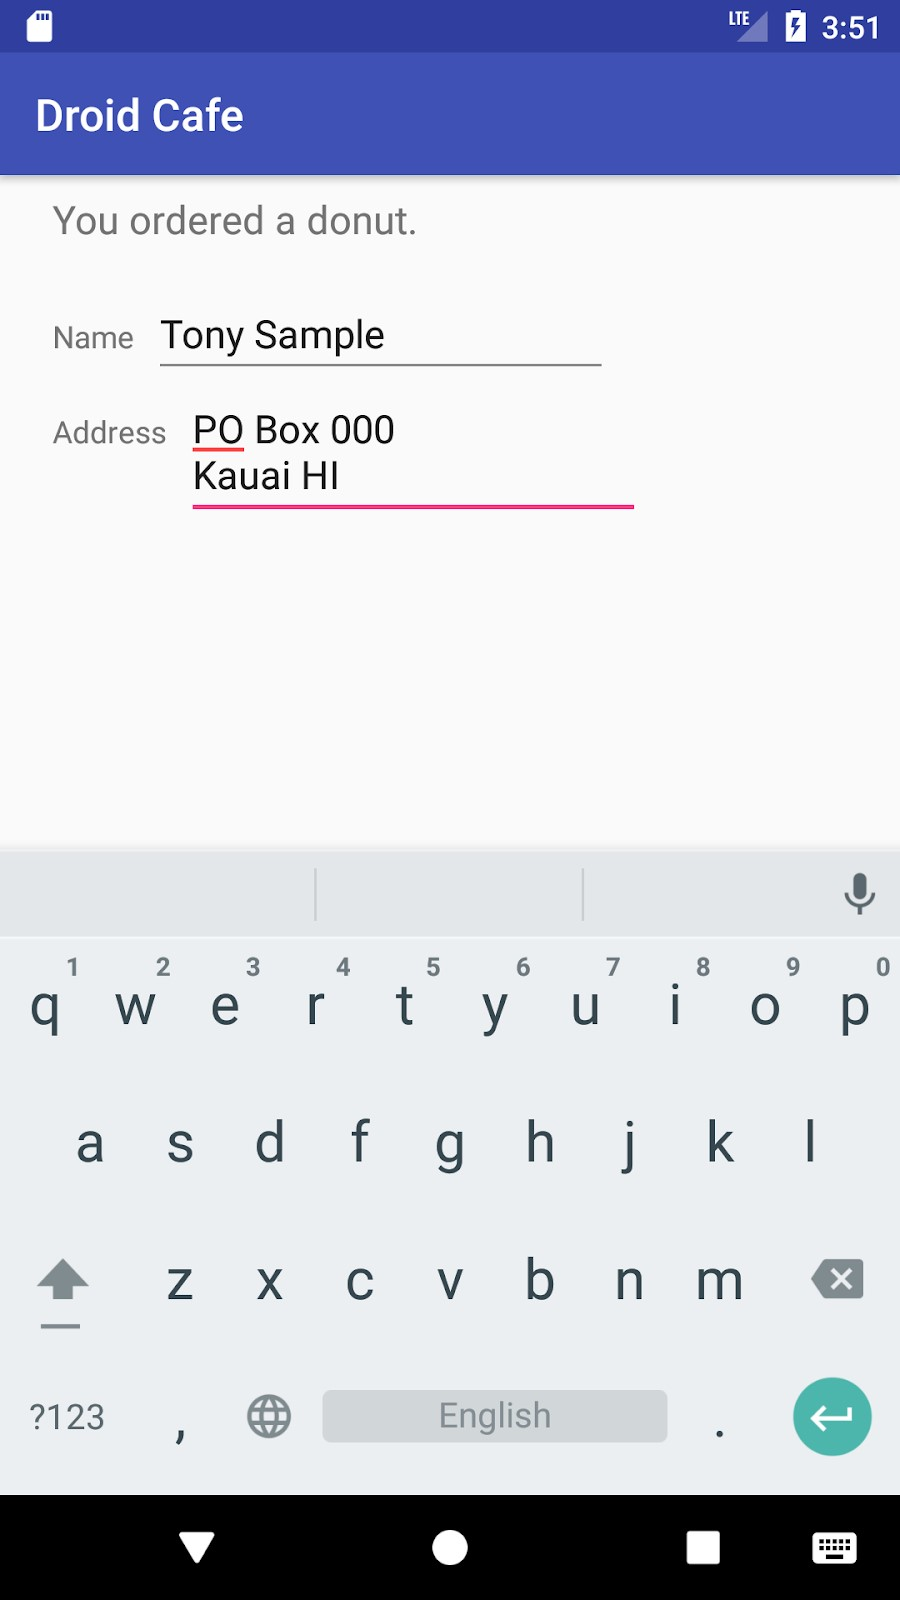 LTE 3:51
Droid Cafe
You ordered a donut.
Name Tony Sample
Address PO Box 000
Kauai HI
1 2 3 4 5 6 7 8 9 0
q w e r t y u i o p
a s d f g h j k l
z x c v b n m
?123 , English .